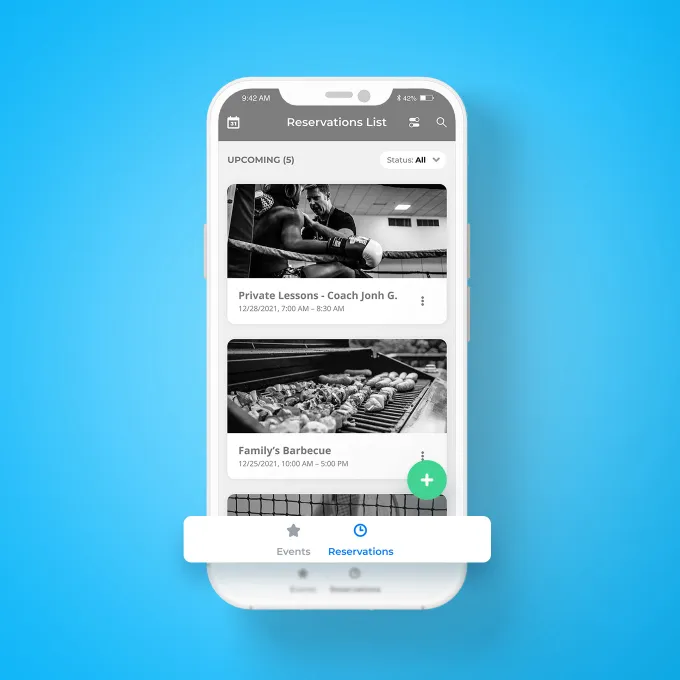 9:42 AM
42%
31
Reservations List
UPCOMING (5)
Status: All
Private Lessons - Coach Jonh G.
12/28/2021, 7:00 AM – 8:30 AM
Family's Barbecue
12/25/2021, 10:00 AM – 5:00 PM
Events
Reservations
Events
Reservations